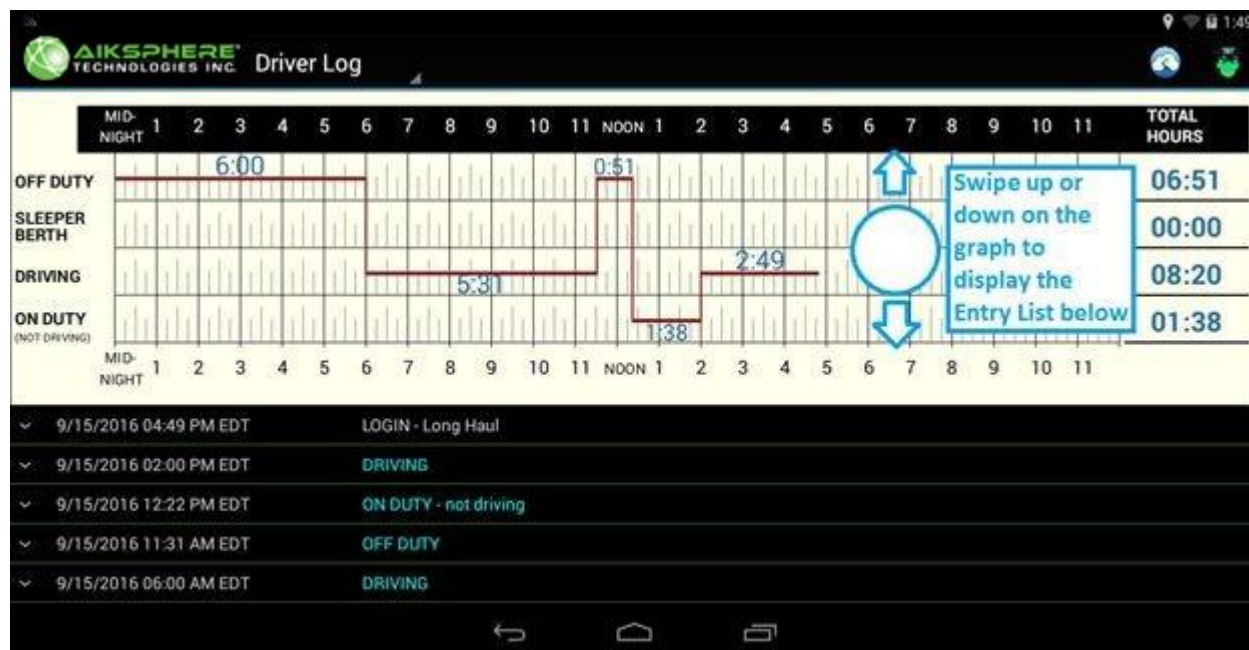 1:49
AIKSPHERE
TECHNOLOGIES INC. Driver Log
MID-NIGHT 1 2 3 4 5 6 7 8 9 10 11 NOON 1 2 3 4 5 6 7 8 9 10 11 TOTAL HOURS
6:00 0:51
OFF DUTY 06:51
SLEEPER BERTH 00:00
2:49
DRIVING 08:20
5:31
ON DUTY 01:38
(NOT DRIVING)
1:38
Swipe up or
down on the
graph to
display the
Entry List below
MID-NIGHT 1 2 3 4 5 6 7 8 9 10 11 NOON 1 2 3 4 5 6 7 8 9 10 11
9/15/2016 04:49 PM EDT LOGIN - Long Haul
9/15/2016 02:00 PM EDT DRIVING
9/15/2016 12:22 PM EDT ON DUTY - not driving
9/15/2016 11:31 AM EDT OFF DUTY
9/15/2016 06:00 AM EDT DRIVING